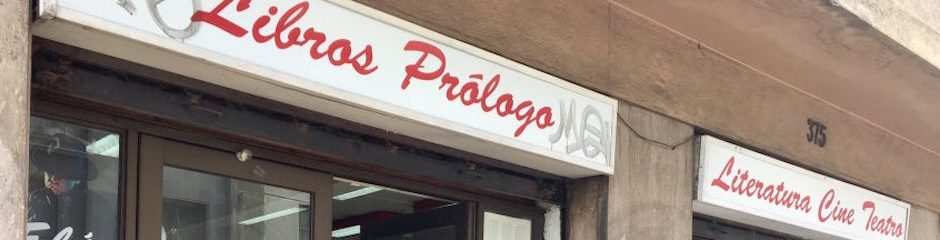 Libros Prólogo
375
Literatura Cine Teatro